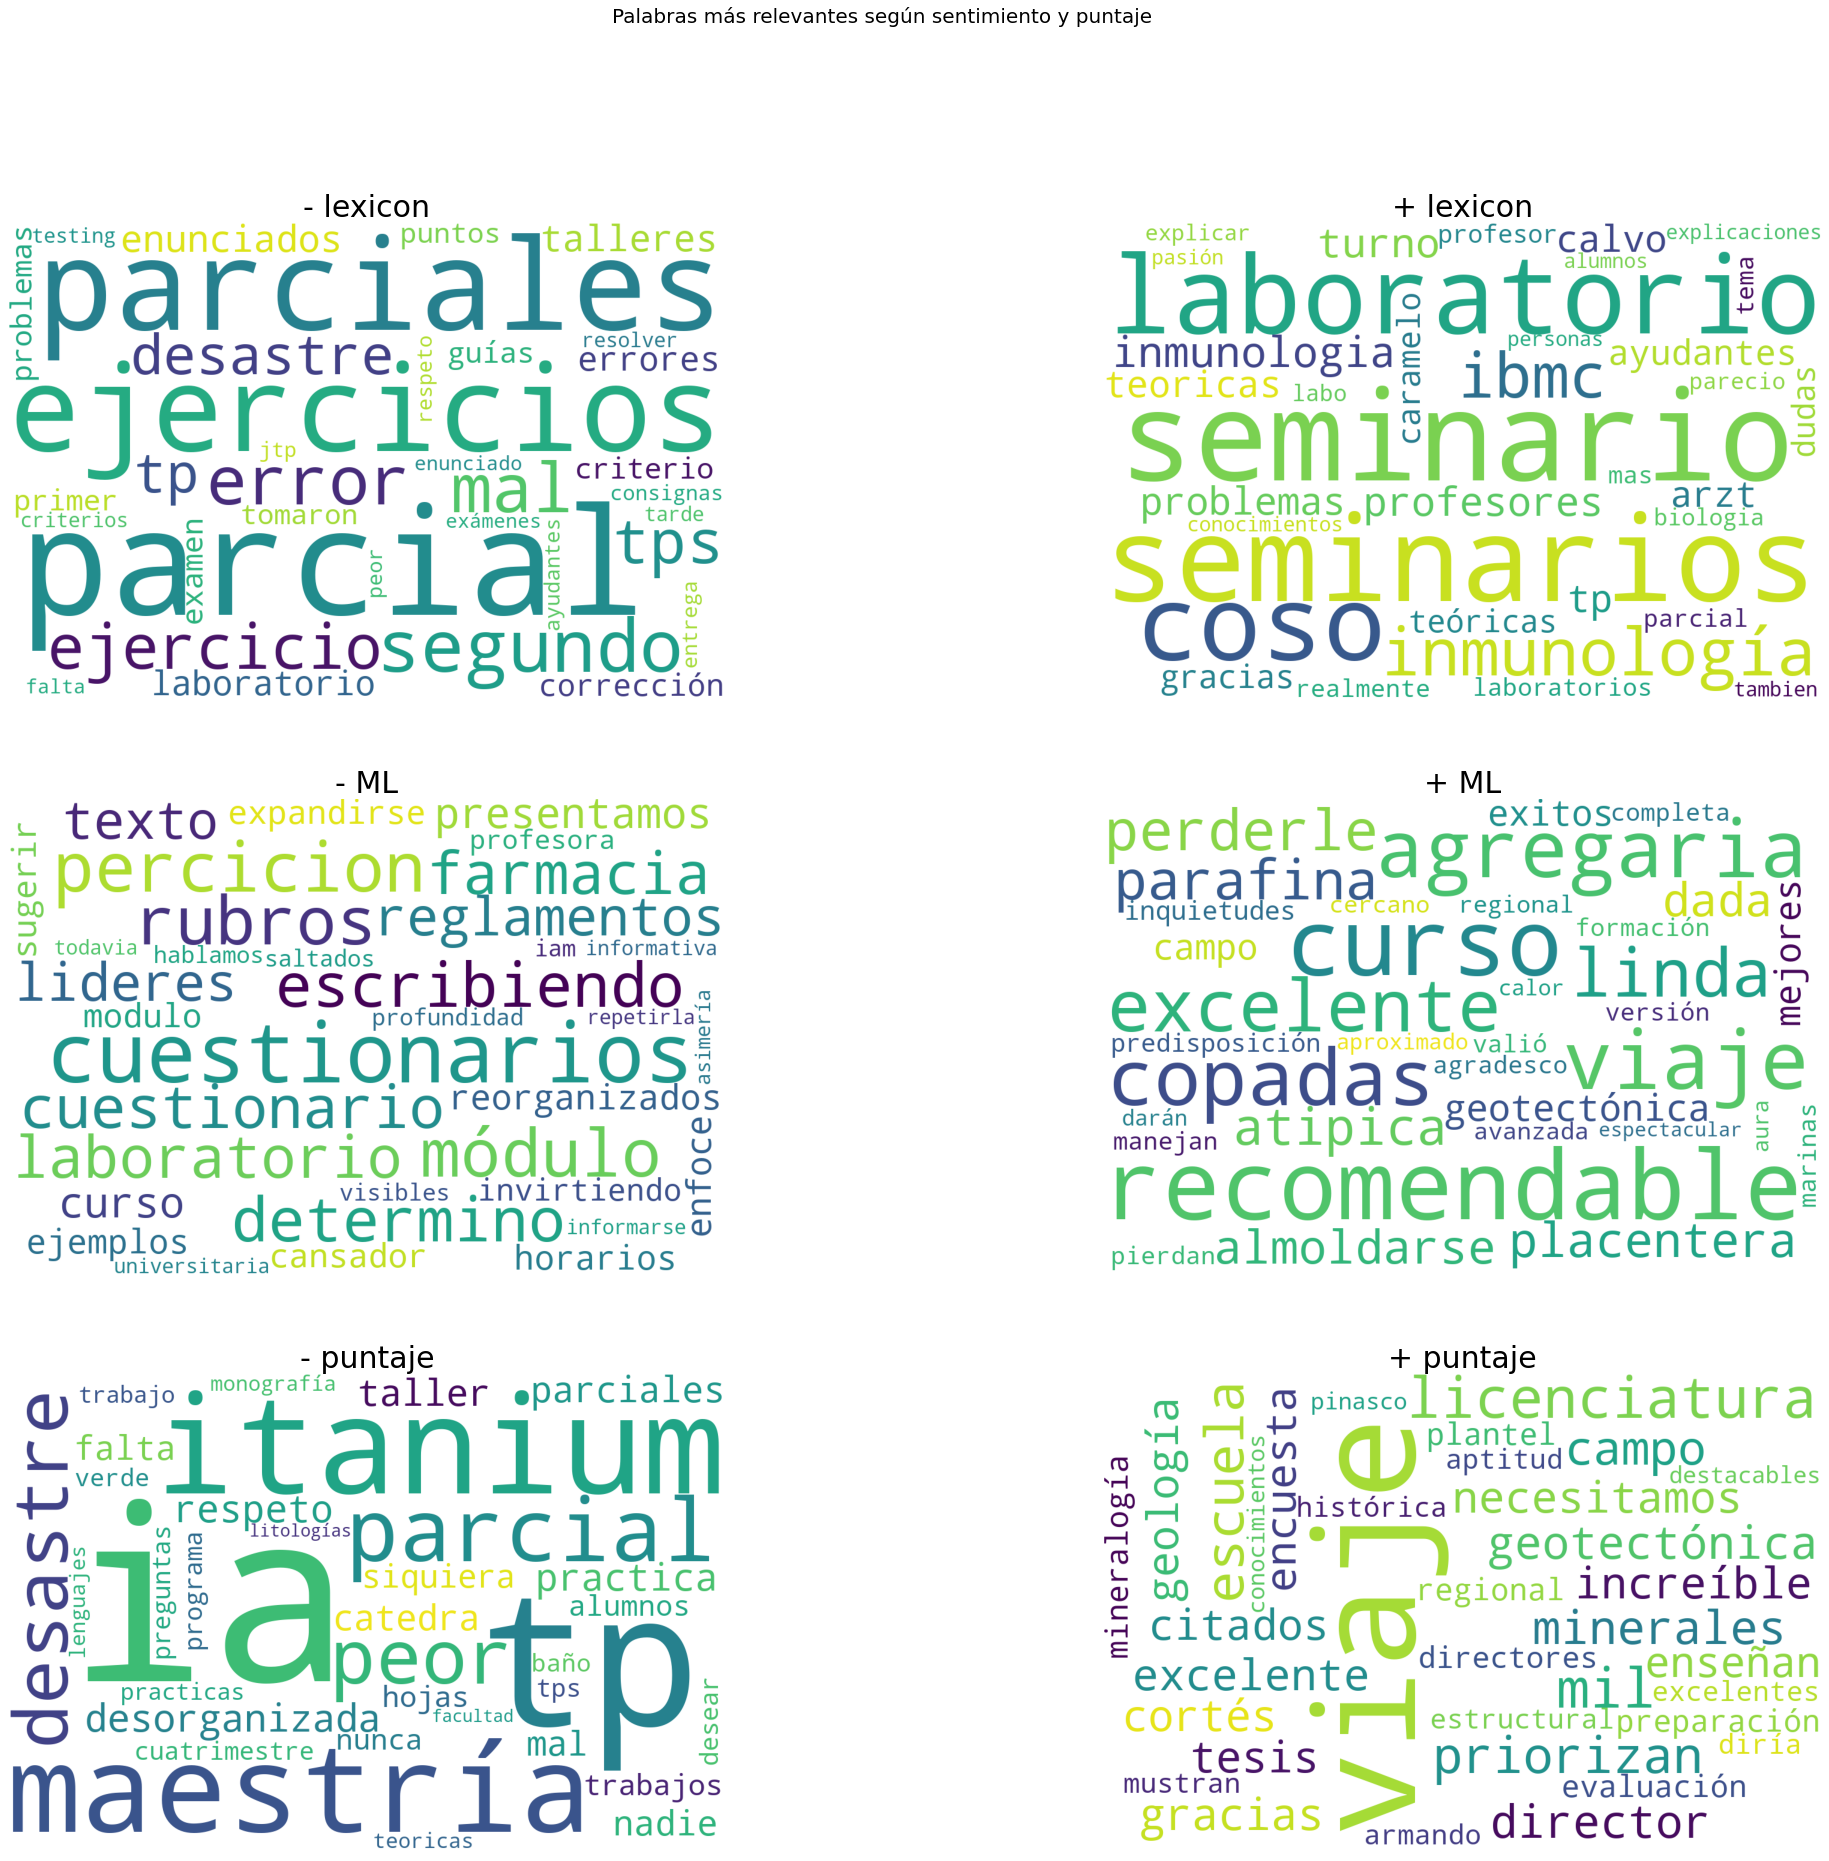 Palabras más relevantes según sentimiento y puntaje
- lexicon
testing
enunciados
puntos
talleres
problemas
parciales
desastre
respeto
guías
resolver
errores
ejercicios
jtp
tp
error
enunciado
mal
criterio
primer
consignas
criterios
tomaron
exámenes
tarde
examen
parcial
peor
ayudantes
tps
entrega
ejercicio
segundo
falta
laboratorio
corrección
+ lexicon
explicar
turno
profesor
calvo
explicaciones
pasión
alumnos
laboratorio
tema
inmunologia
caramelo
personas
ayudantes
teoricas
labo
ibmc
parecio
dudas
seminario
mas
problemas
profesores
arzt
conocimientos
biologia
seminarios
coso
tp
teóricas
parcial
inmunología
gracias
realmente
laboratorios
tambien
- ML
texto
expandirse
presentamos
sugerir
profesora
percicion
farmacia
rubros
reglamentos
todavia
hablamos
saltados
iam
informativa
lideres
escribiendo
modulo
profundidad
repetirla
asimería
cuestionarios
cuestionario
reorganizados
laboratorio
módulo
enfoce
curso
visibles
invirtiendo
determino
informarse
ejemplos
cansador
horarios
universitaria
+ ML
perderle
exitos
completa
agregaria
parafina
dada
mejores
inquietudes
cercano
regional
campo
curso
formación
linda
excelente
calor
versión
predisposición
aproximado
valió
viaje
copadas
agradesco
darán
atipica
geotectónica
aura
marinas
manejan
avanzada
espectacular
recomendable
pierdan
almoldarse
placentera
- puntaje
desastre
trabajo
monografía
taller
parciales
itanium
falta
verde
respeto
litologías
parcial
ia
lenguajes
preguntas
programa
siquiera
practica
catedra
alumnos
peor
tp
baño
practicas
hojas
tps
desorganizada
facultad
desear
nunca
mal
cuatrimestre
maestría
trabajos
nadie
teoricas
+ puntaje
mineralogía
geología
escuela
conocimientos
encuesta
pinasco
licenciatura
viaje
plantel
campo
aptitud
destacables
histórica
necesitamos
geotectónica
regional
increíble
citados
minerales
directores
enseñan
excelente
mil
excelentes
cortés
estructural
preparación
tesis
priorizan
diría
mustran
evaluación
gracias
armando
director